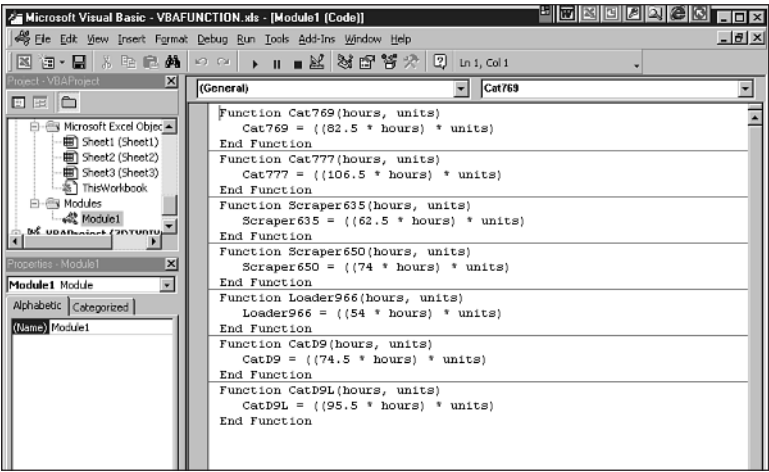 Microsoft Visual Basic - VBAFUNCTION.xls - [Module1 (Code)]
File Edit View Insert Format Debug Run Tools Add-Ins Window Help
Ln 1, Col 1
Project - VBAProject
Microsoft Excel Objec
Sheet1 (Sheet1)
Sheet2 (Sheet2)
Sheet3 (Sheet3)
ThisWorkbook
Modules
Module1
Properties - Module1
Module1 Module
Alphabetic Categorized
(Name) Module1
(General) Cat769
Function Cat769(hours, units)
Cat769 = ((82.5 * hours) * units)
End Function
Function Cat777(hours, units)
Cat777 = ((106.5 * hours) * units)
End Function
Function Scraper635(hours, units)
Scraper635 = ((62.5 * hours) * units)
End Function
Function Scraper650(hours, units)
Scraper650 = ((74 * hours) * units)
End Function
Function Loader966(hours, units)
Loader966 = ((54 * hours) * units)
End Function
Function CatD9(hours, units)
CatD9 = ((74.5 * hours) * units)
End Function
Function CatD9L(hours, units)
CatD9L = ((95.5 * hours) * units)
End Function